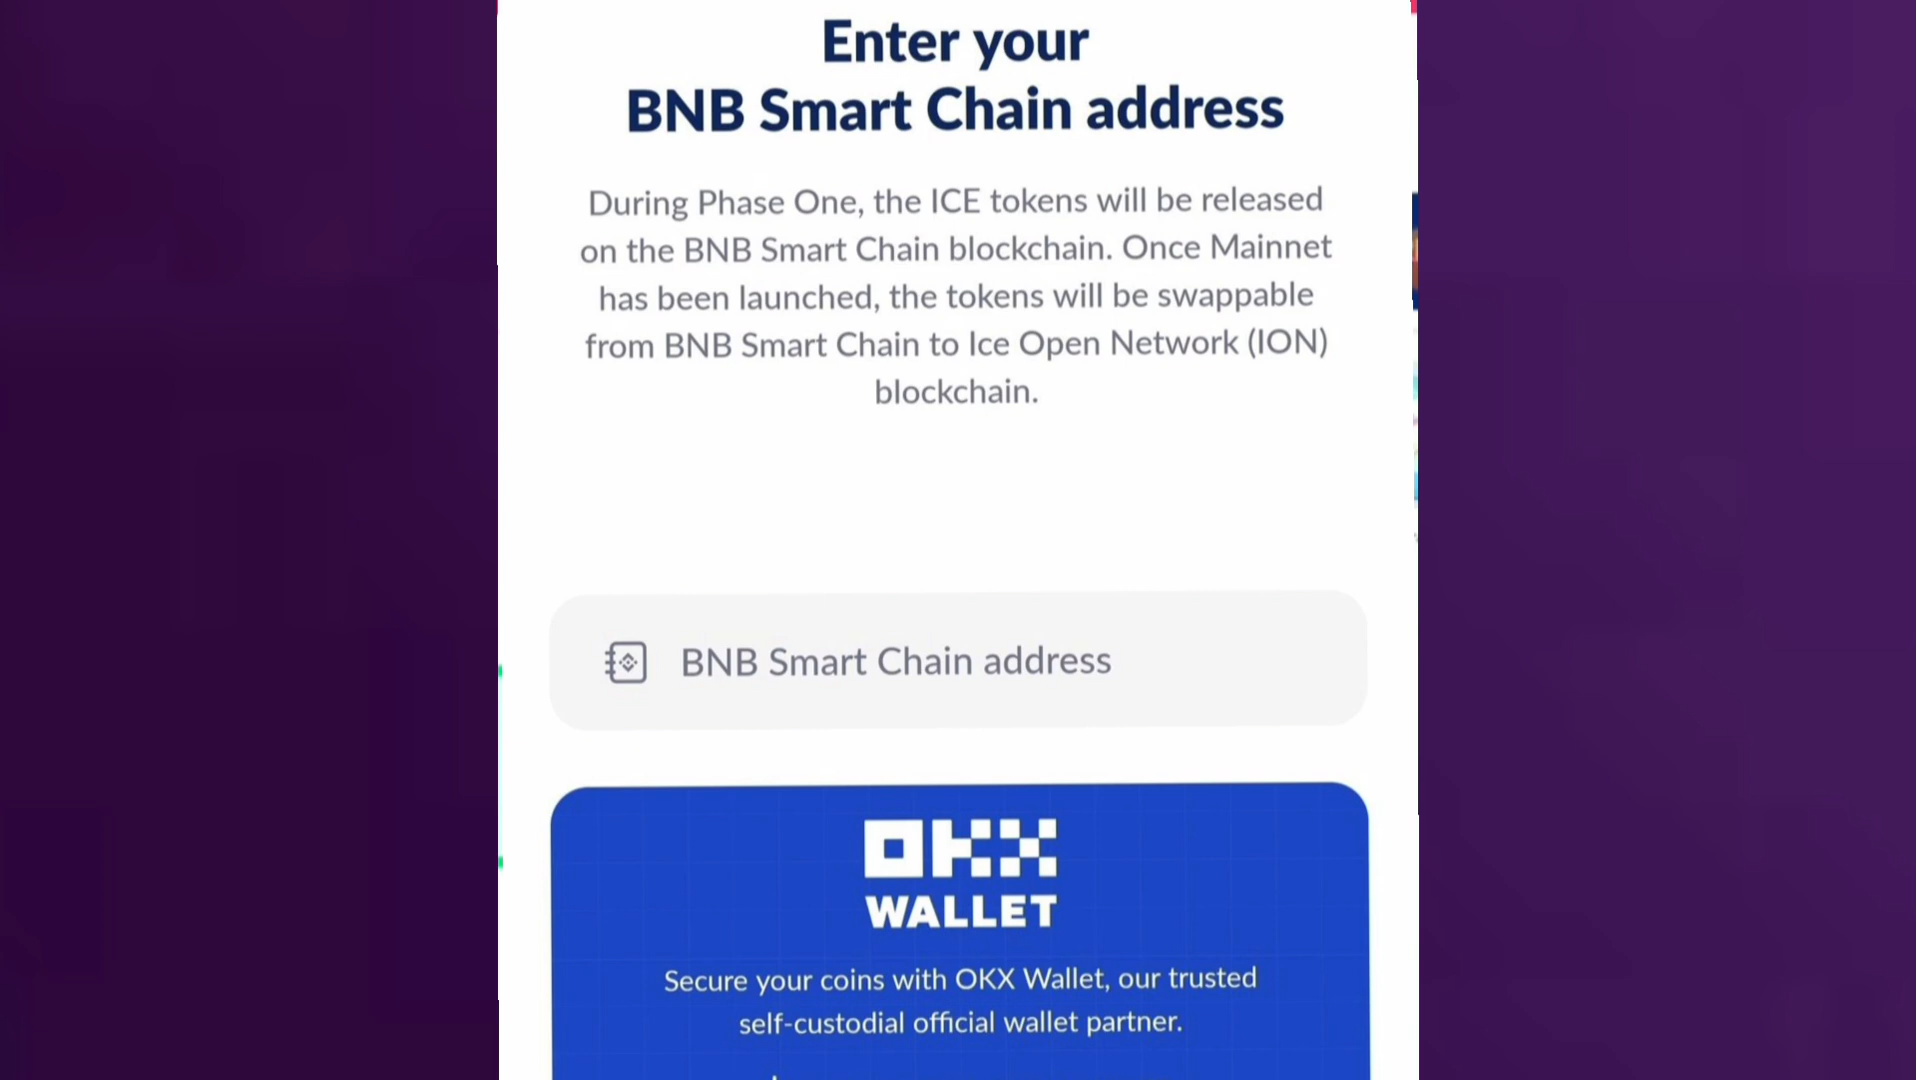 Enter your
BNB Smart Chain address
During Phase One, the ICE tokens will be released
on the BNB Smart Chain blockchain. Once Mainnet
has been launched, the tokens will be swappable
from BNB Smart Chain to Ice Open Network (ION)
blockchain.
BNB Smart Chain address
OKX
WALLET
Secure your coins with OKX Wallet, our trusted
self-custodial official wallet partner.